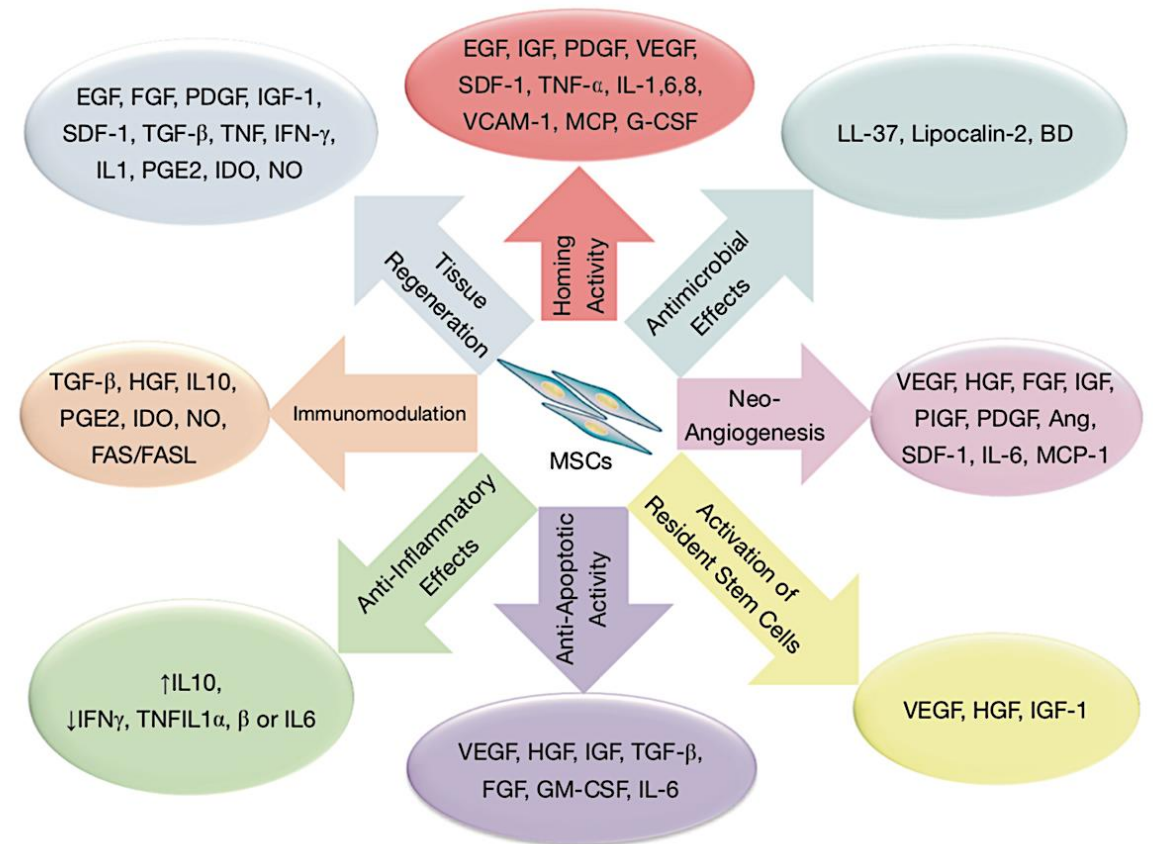 EGF, IGF, PDGF, VEGF,
SDF-1, TNF-α, IL-1,6,8,
VCAM-1, MCP, G-CSF
EGF, FGF, PDGF, IGF-1,
SDF-1, TGF-β, TNF, IFN-γ,
IL1, PGE2, IDO, NO
LL-37, Lipocalin-2, BD
Tissue
Regeneration
Homing
Activity
Antimicrobial
Effects
TGF-β, HGF, IL10,
PGE2, IDO, NO,
FAS/FASL
Immunomodulation
MSCs
Neo-
Angiogenesis
VEGF, HGF, FGF, IGF,
PIGF, PDGF, Ang,
SDF-1, IL-6, MCP-1
Anti-Inflammatory
Effects
Anti-Apoptotic
Activity
Activation of
Resident Stem Cells
↑IL10,
↓IFNγ, TNFIL1α, β or IL6
VEGF, HGF, IGF, TGF-β,
FGF, GM-CSF, IL-6
VEGF, HGF, IGF-1